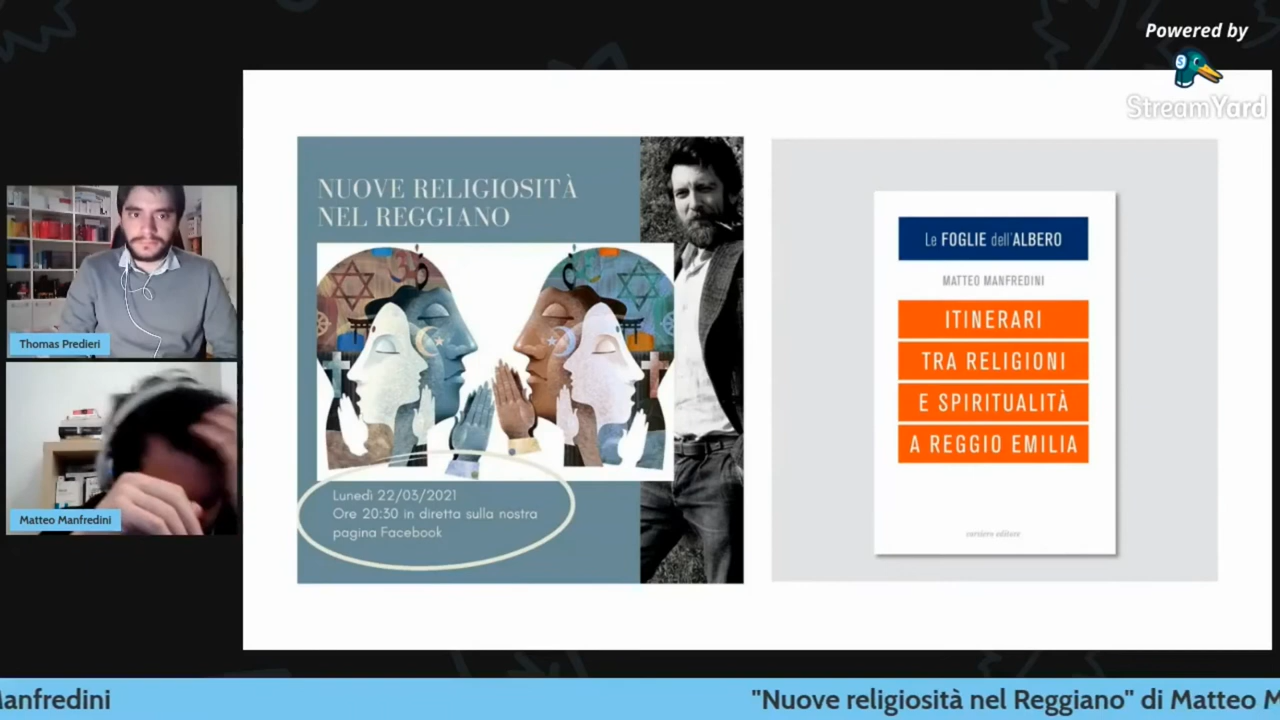 Powered by
StreamYard
NUOVE RELIGIOSITÀ
NEL REGGIANO
Lunedì 22/03/2021
Ore 20:30 in diretta sulla nostra
pagina Facebook
Le FOGLIE dell'ALBERO
MATTEO MANFREDINI
ITINERARI
TRA RELIGIONI
E SPIRITUALITÀ
A REGGIO EMILIA
corsiero editore
Thomas Predieri
Matteo Manfredini
Manfredini
"Nuove religiosità nel Reggiano" di Matteo M